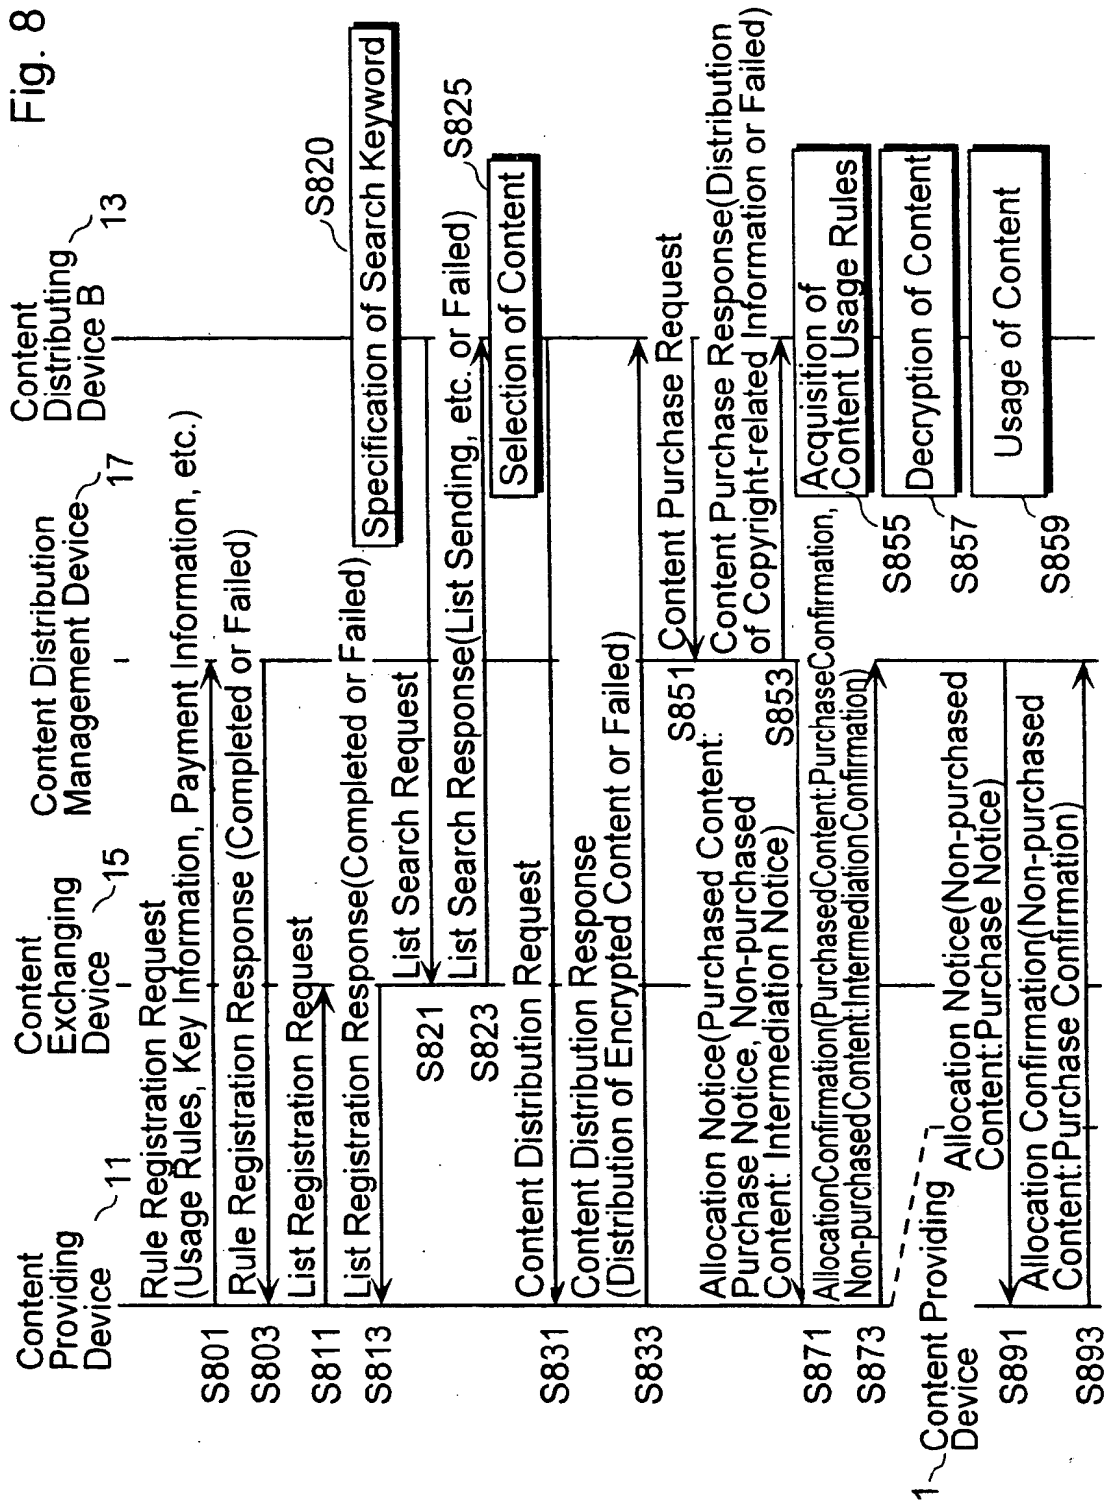 Fig. 8
Content
Providing
Device
11
Content
Exchanging
Device
15
Content Distribution
Management Device
17
Content
Distributing
Device B
13
S801
Rule Registration Request
(Usage Rules, Key Information, Payment Information, etc.)
S803
Rule Registration Response (Completed or Failed)
S811
List Registration Request
S813
List Registration Response(Completed or Failed)
S820
Specification of Search Keyword
S821
List Search Request
S823
List Search Response(List Sending, etc. or Failed)
S825
Selection of Content
S831
Content Distribution Request
S833
Content Distribution Response
(Distribution of Encrypted Content or Failed)
S851
Content Purchase Request
S853
Content Purchase Response(Distribution
of Copyright-related Information or Failed)
Acquisition of
Content Usage Rules
S855
Decryption of Content
S857
Usage of Content
S859
S871
Allocation Notice(Purchased Content:
Purchase Notice, Non-purchased
Content: Intermediation Notice)
S873
AllocationConfirmation(PurchasedContent:PurchaseConfirmation,
Non-purchasedContent:IntermediationConfirmation)
1
Content Providing
Device
S891
Allocation Notice(Non-purchased
Content:Purchase Notice)
S893
Allocation Confirmation(Non-purchased
Content:Purchase Confirmation)